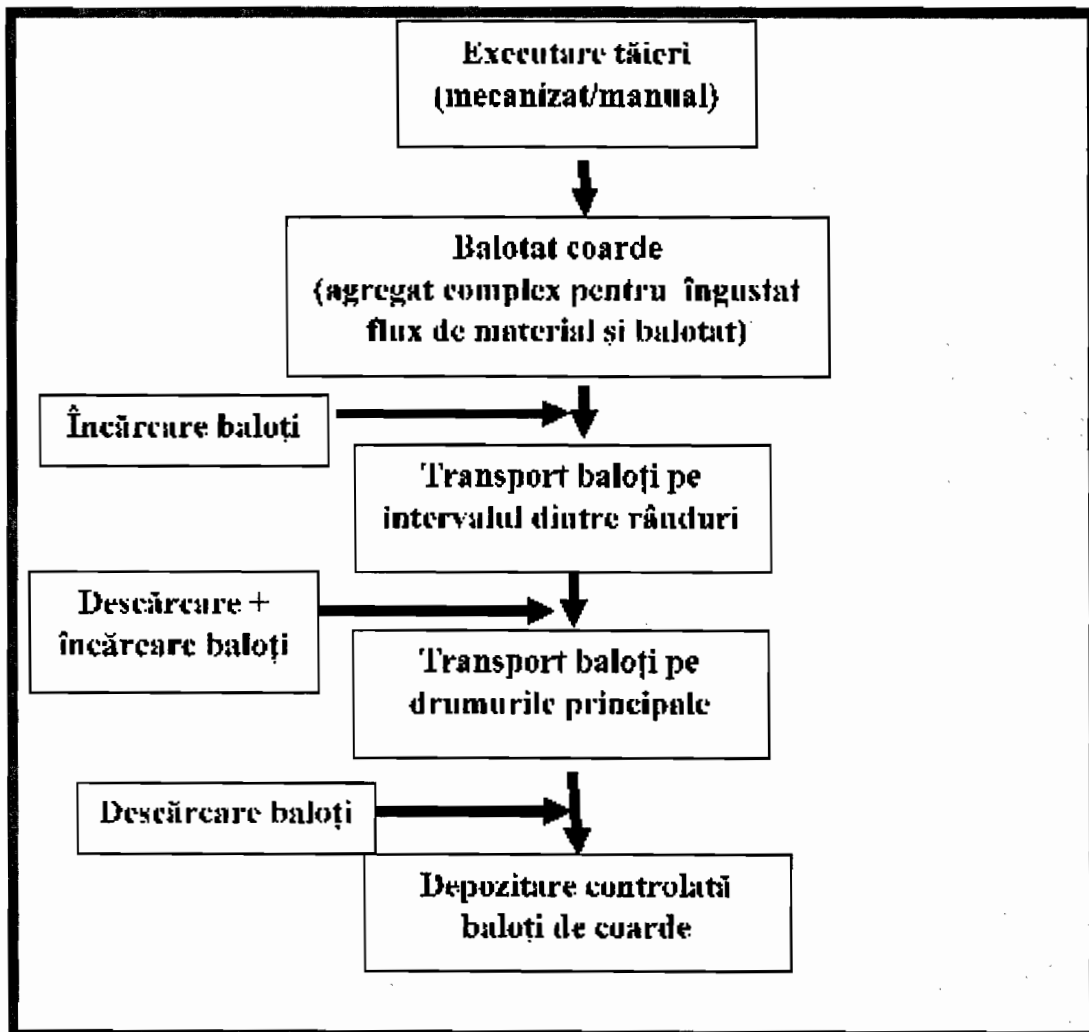 Executare tăieri
(mecanizat/manual)
Balotat coarde
(agregat complex pentru îngustat
flux de material și balotat)
Încărcare baloți
Transport baloți pe
intervalul dintre rânduri
Descărcare +
încărcare baloți
Transport baloți pe
drumurile principale
Descărcare baloți
Depozitare controlată
baloți de coarde